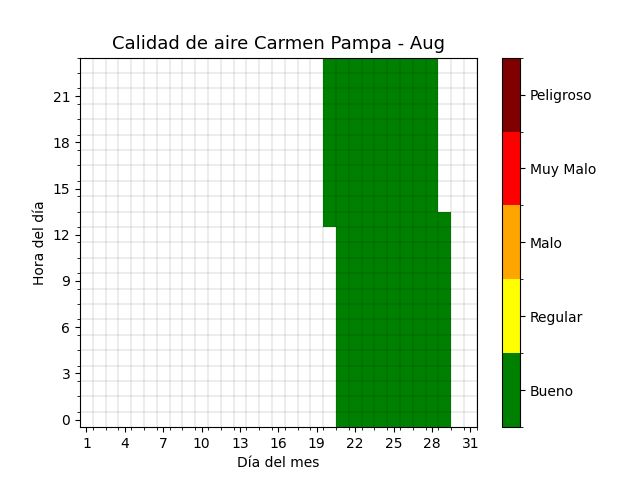 Calidad de aire Carmen Pampa - Aug
21
18
15
12
9
6
3
0
Hora del día
1 4 7 10 13 16 19 22 25 28 31
Día del mes
Peligroso
Muy Malo
Malo
Regular
Bueno